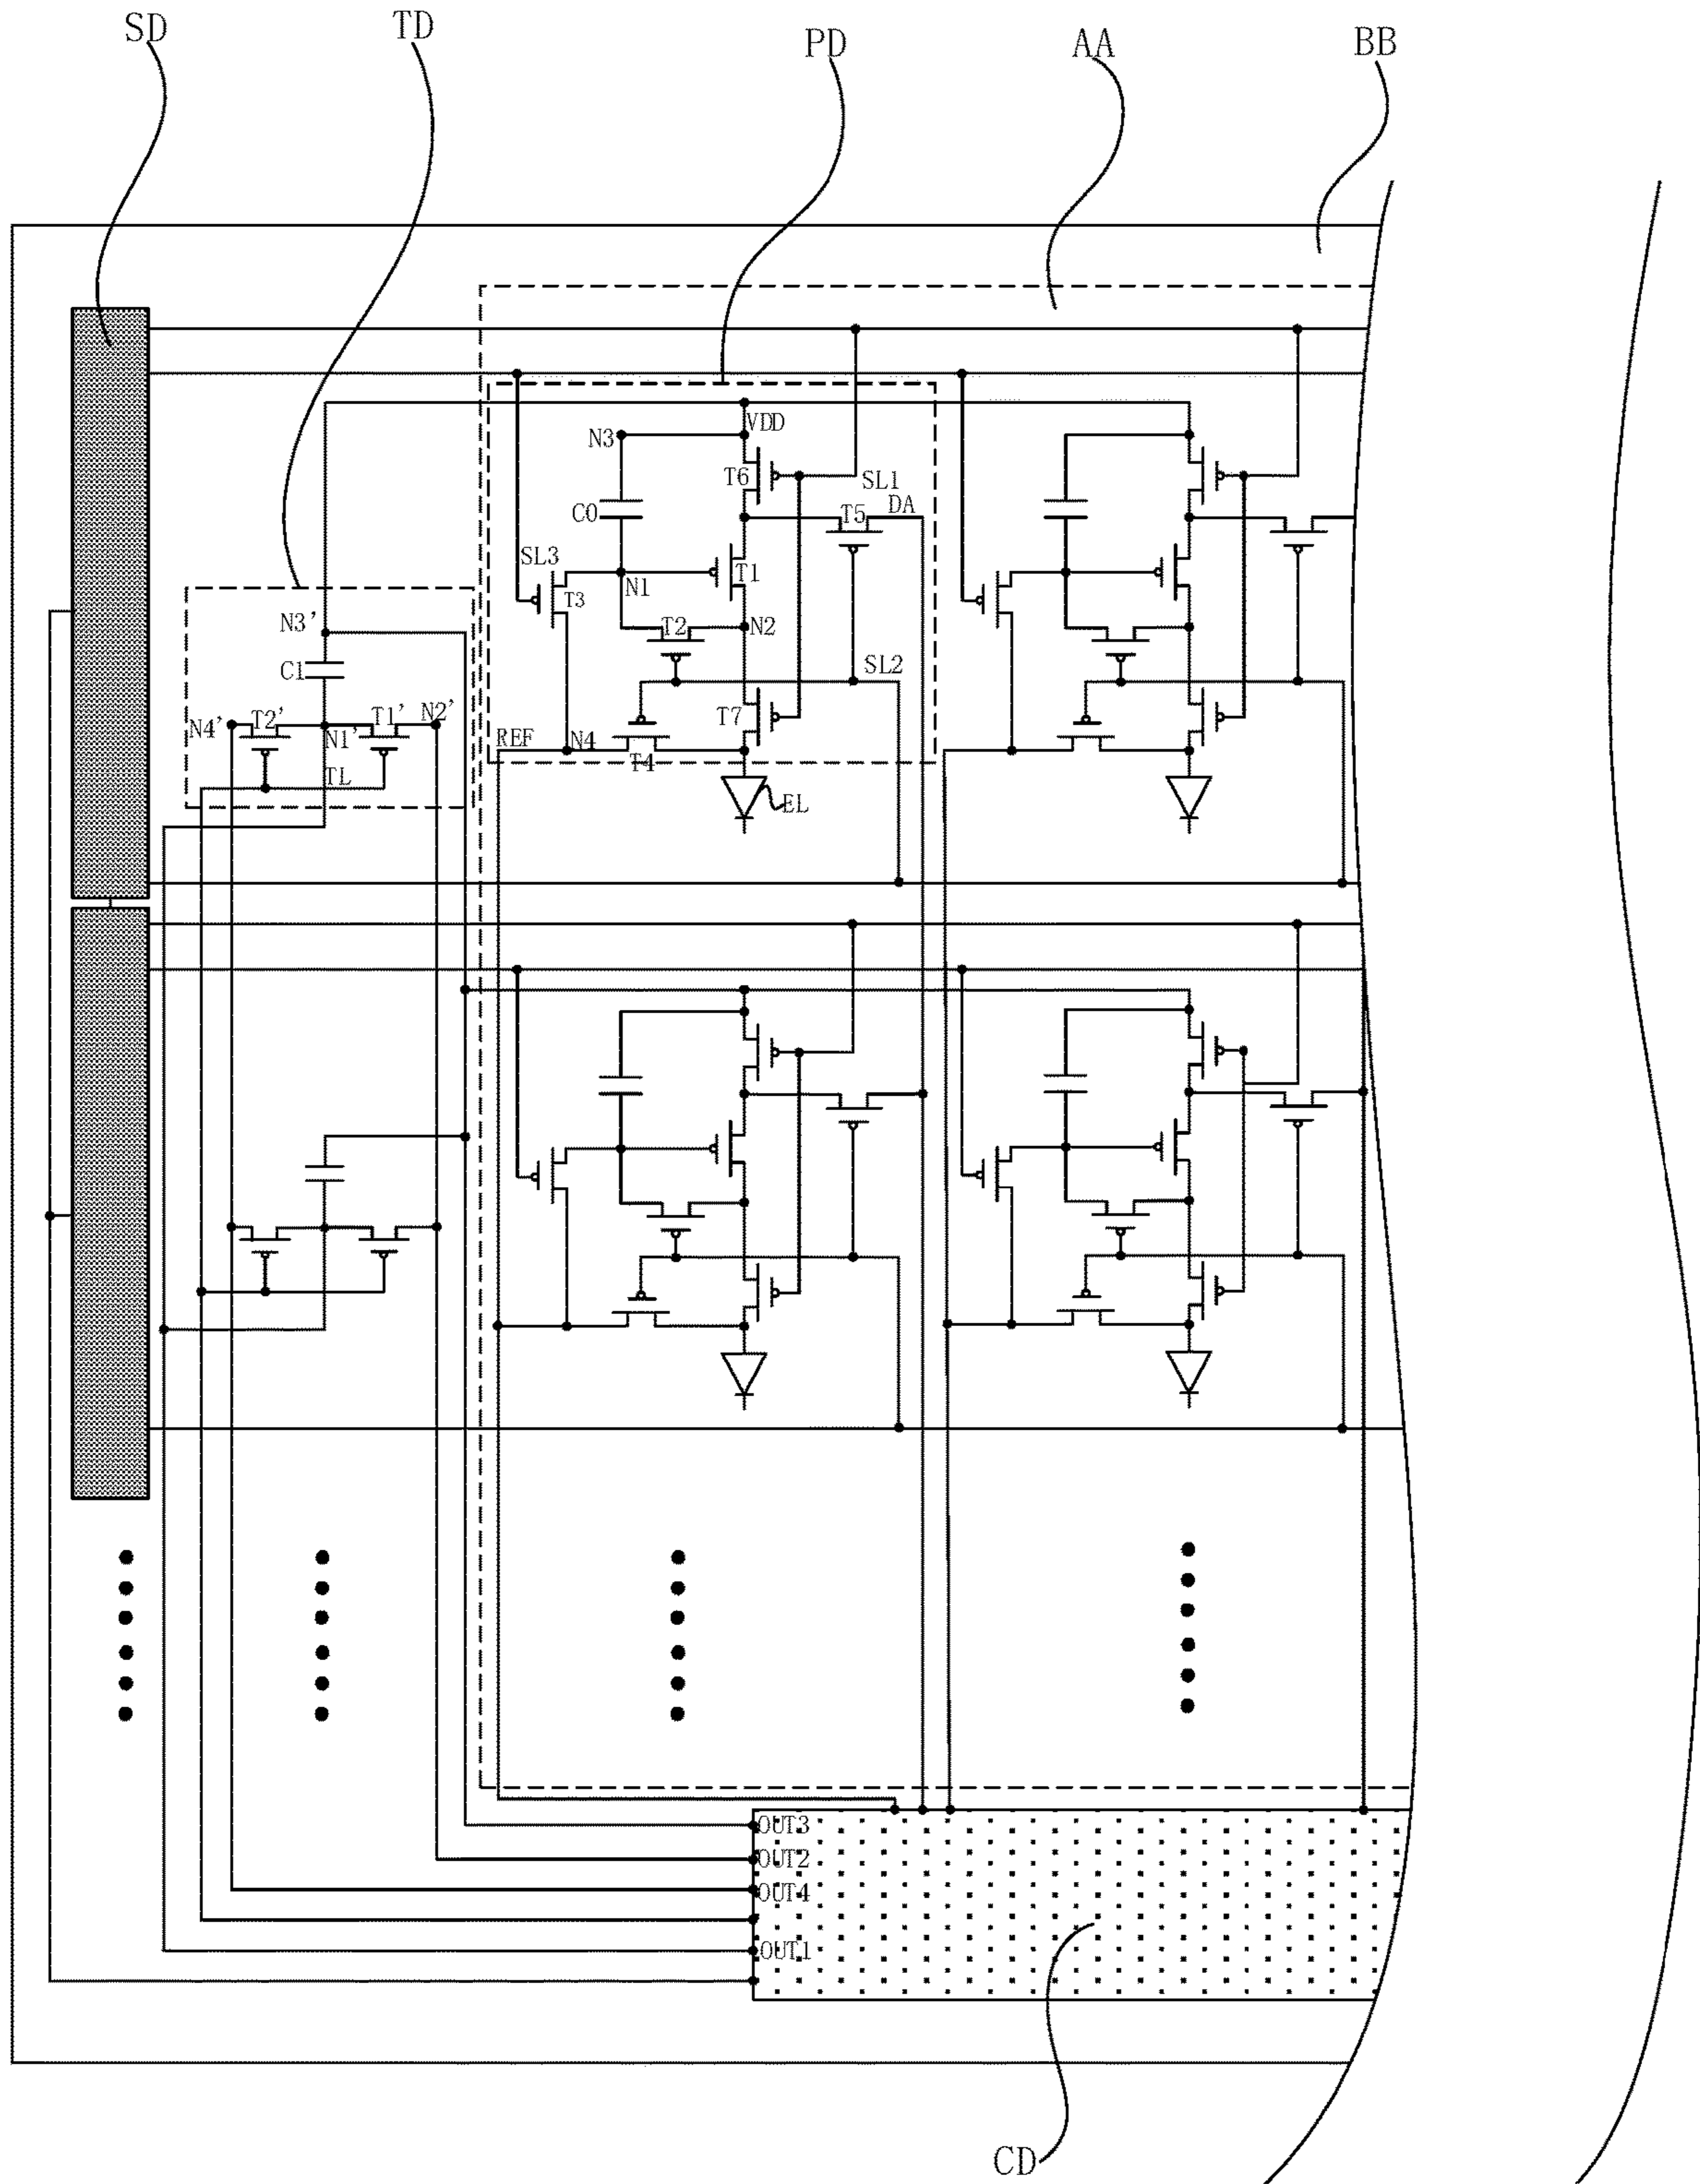 SD TD PD AA BB
VDD
N3
T6
SL1
DA
C0
T5
SL3
T1
N1
T3
N3'
T2
N2
C1
SL2
N4' T2' N1' T1' N2'
T7
REF N4
T4
TL
EL
OUT3
OUT2
OUT4
OUT1
CD